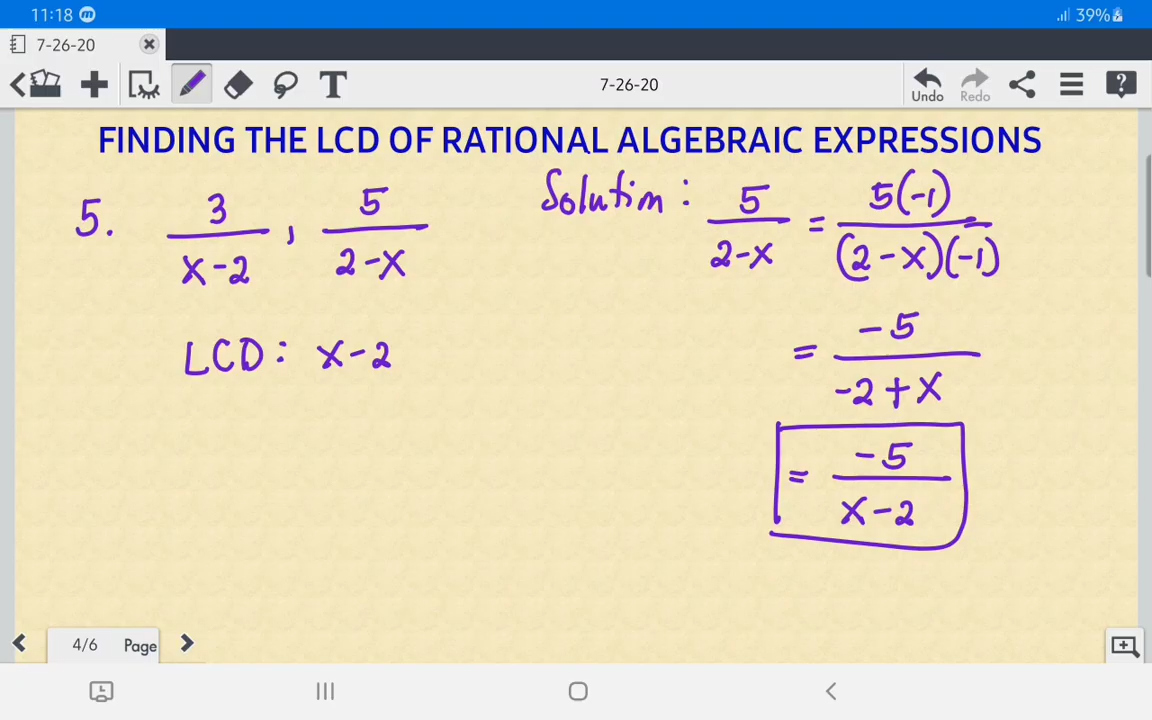 11:18 39%
7-26-20
T 7-26-20 Undo Redo ?
FINDING THE LCD OF RATIONAL ALGEBRAIC EXPRESSIONS
5. 3/(x-2) , 5/(2-x)
LCD: x-2
Solution: 5/(2-x) = 5(-1)/((2-x)(-1))
= -5/(-2+x)
= -5/(x-2)
4/6 Page